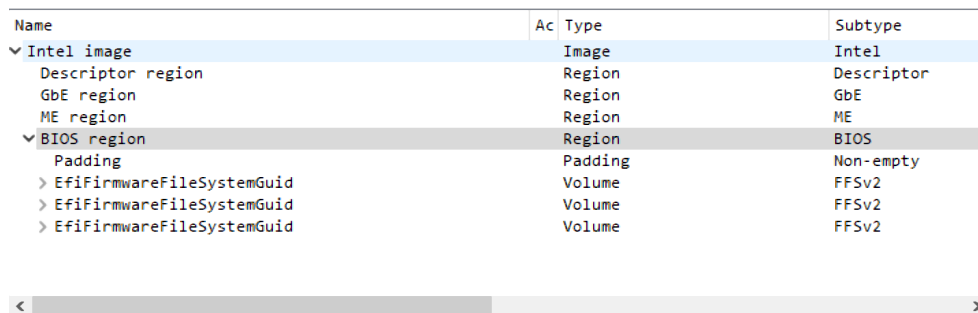 Name Ac Type Subtype
Intel image Image Intel
Descriptor region Region Descriptor
GbE region Region GbE
ME region Region ME
BIOS region Region BIOS
Padding Padding Non-empty
EfiFirmwareFileSystemGuid Volume FFSv2
EfiFirmwareFileSystemGuid Volume FFSv2
EfiFirmwareFileSystemGuid Volume FFSv2